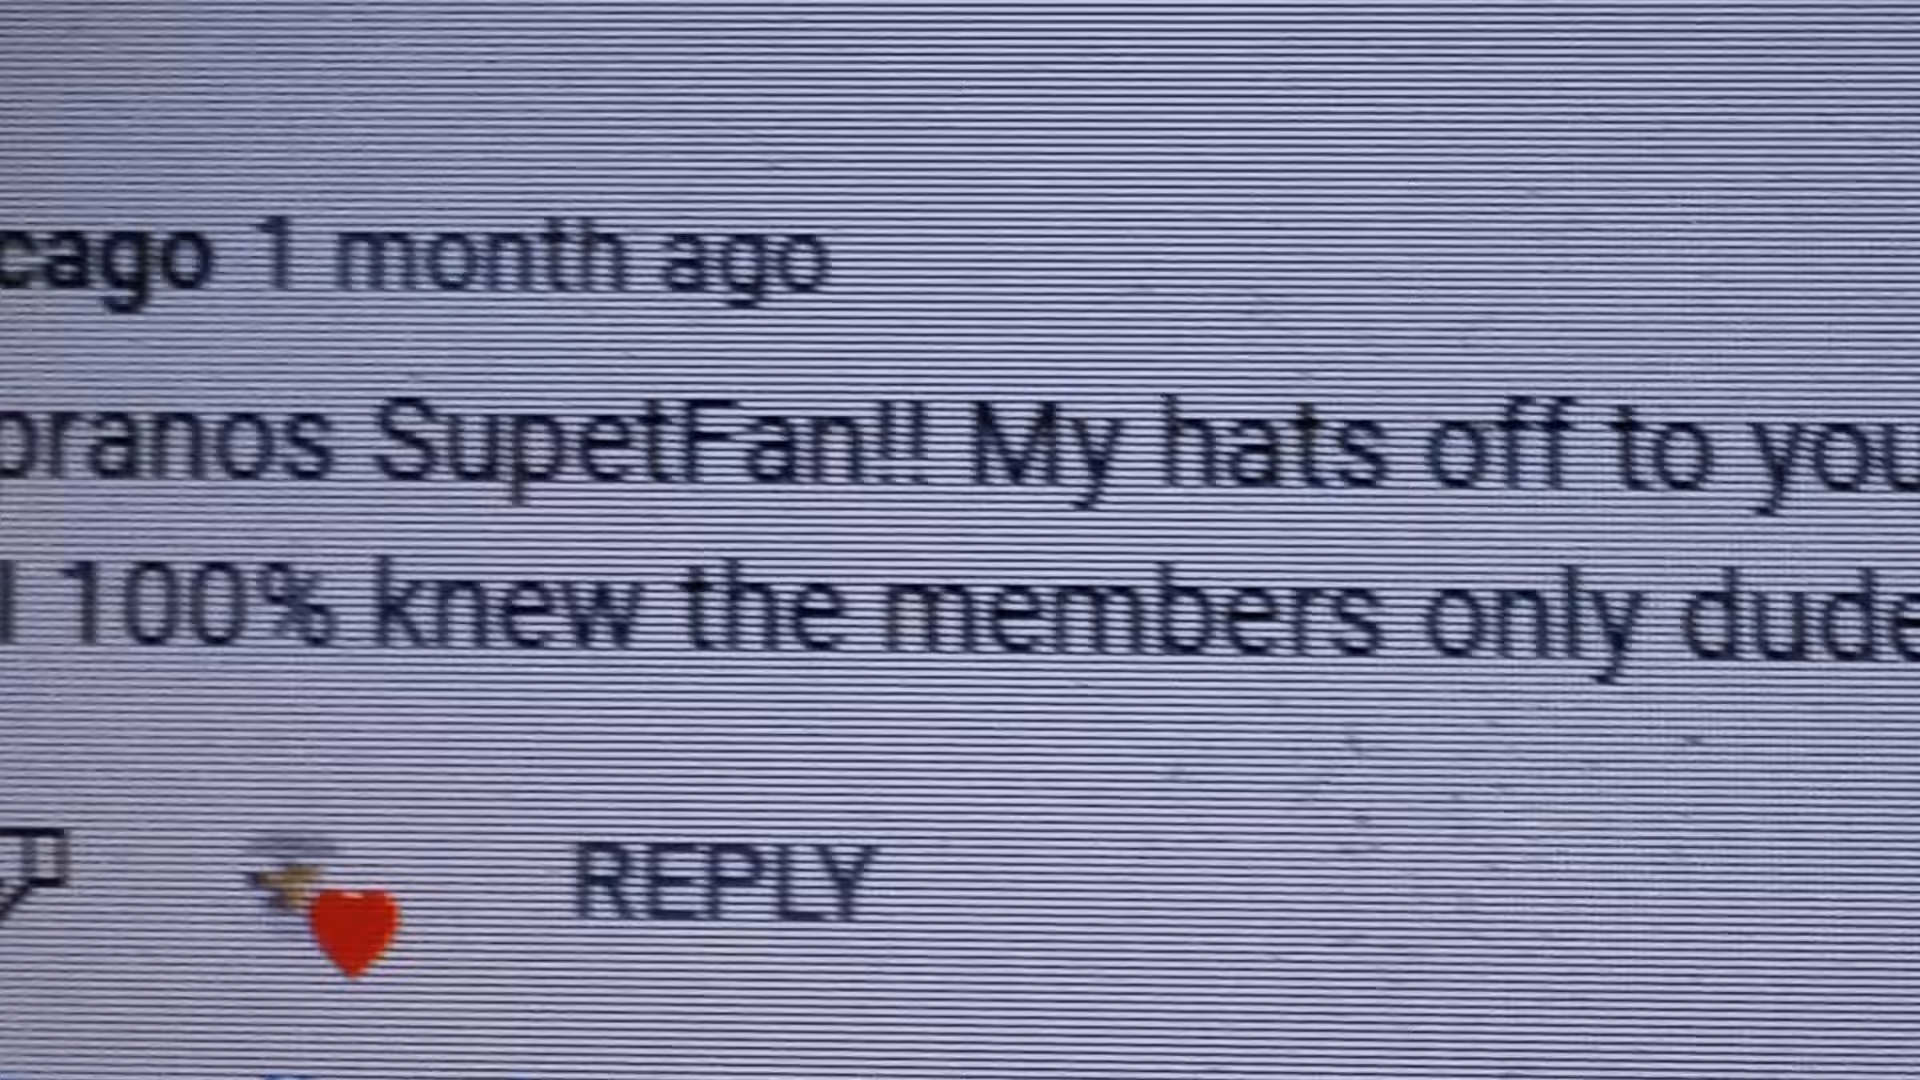 cago 1 month ago
pranos SupetFan!! My hats off to you
I 100% knew the members only dude
REPLY